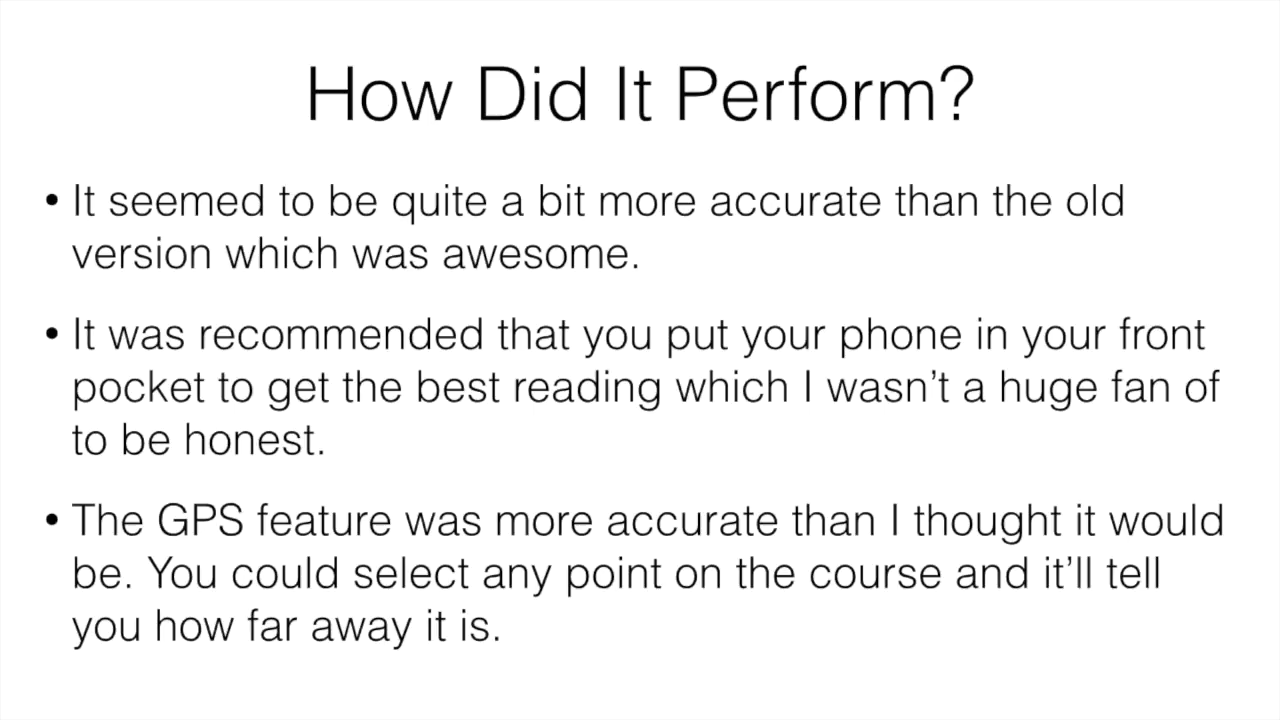 How Did It Perform?
• It seemed to be quite a bit more accurate than the old
version which was awesome.
• It was recommended that you put your phone in your front
pocket to get the best reading which I wasn’t a huge fan of
to be honest.
• The GPS feature was more accurate than I thought it would
be. You could select any point on the course and it’ll tell
you how far away it is.